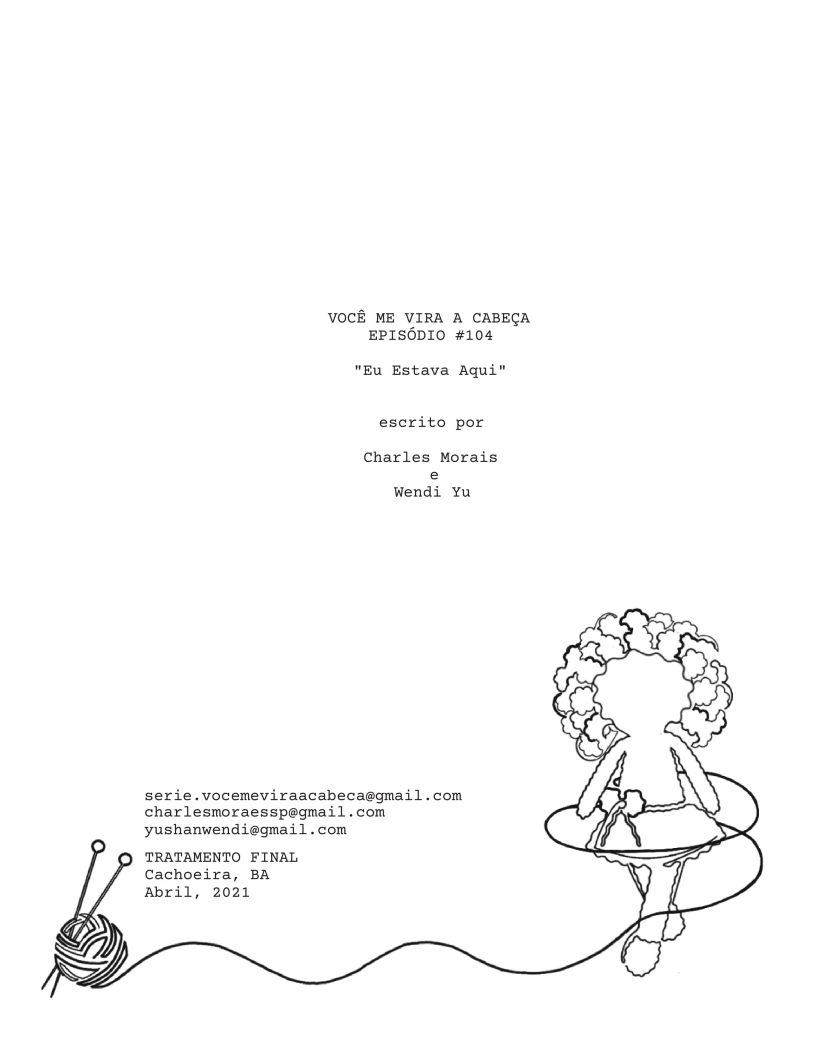 VOCÊ ME VIRA A CABEÇA
EPISÓDIO #104
"Eu Estava Aqui"
escrito por
Charles Morais
e
Wendi Yu
serie.vocemeviraacabeca@gmail.com
charlesmoraessp@gmail.com
yushanwendi@gmail.com
TRATAMENTO FINAL
Cachoeira, BA
Abril, 2021